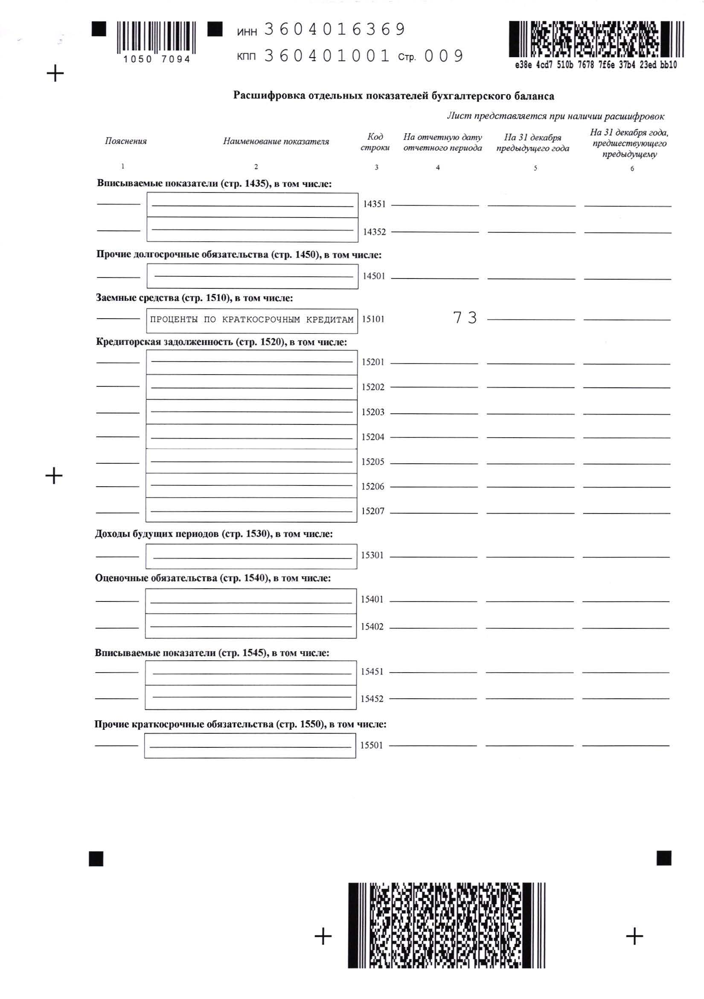 ИНН 3604016369
1050 7094
КПП 360401001 Стр. 009
e38e 4cd7 510b 7678 7f6e 37b4 23ed bb10
Расшифровка отдельных показателей бухгалтерского баланса
Лист представляется при наличии расшифровок
Пояснения Наименование показателя Код строки На отчетную дату отчетного периода На 31 декабря предыдущего года На 31 декабря года, предшествующего предыдущему
1 2 3 4 5 6
Вписываемые показатели (стр. 1435), в том числе:
14351
14352
Прочие долгосрочные обязательства (стр. 1450), в том числе:
14501
Заемные средства (стр. 1510), в том числе:
ПРОЦЕНТЫ ПО КРАТКОСРОЧНЫМ КРЕДИТАМ 15101 73
Кредиторская задолженность (стр. 1520), в том числе:
15201
15202
15203
15204
15205
15206
15207
Доходы будущих периодов (стр. 1530), в том числе:
15301
Оценочные обязательства (стр. 1540), в том числе:
15401
15402
Вписываемые показатели (стр. 1545), в том числе:
15451
15452
Прочие краткосрочные обязательства (стр. 1550), в том числе:
15501